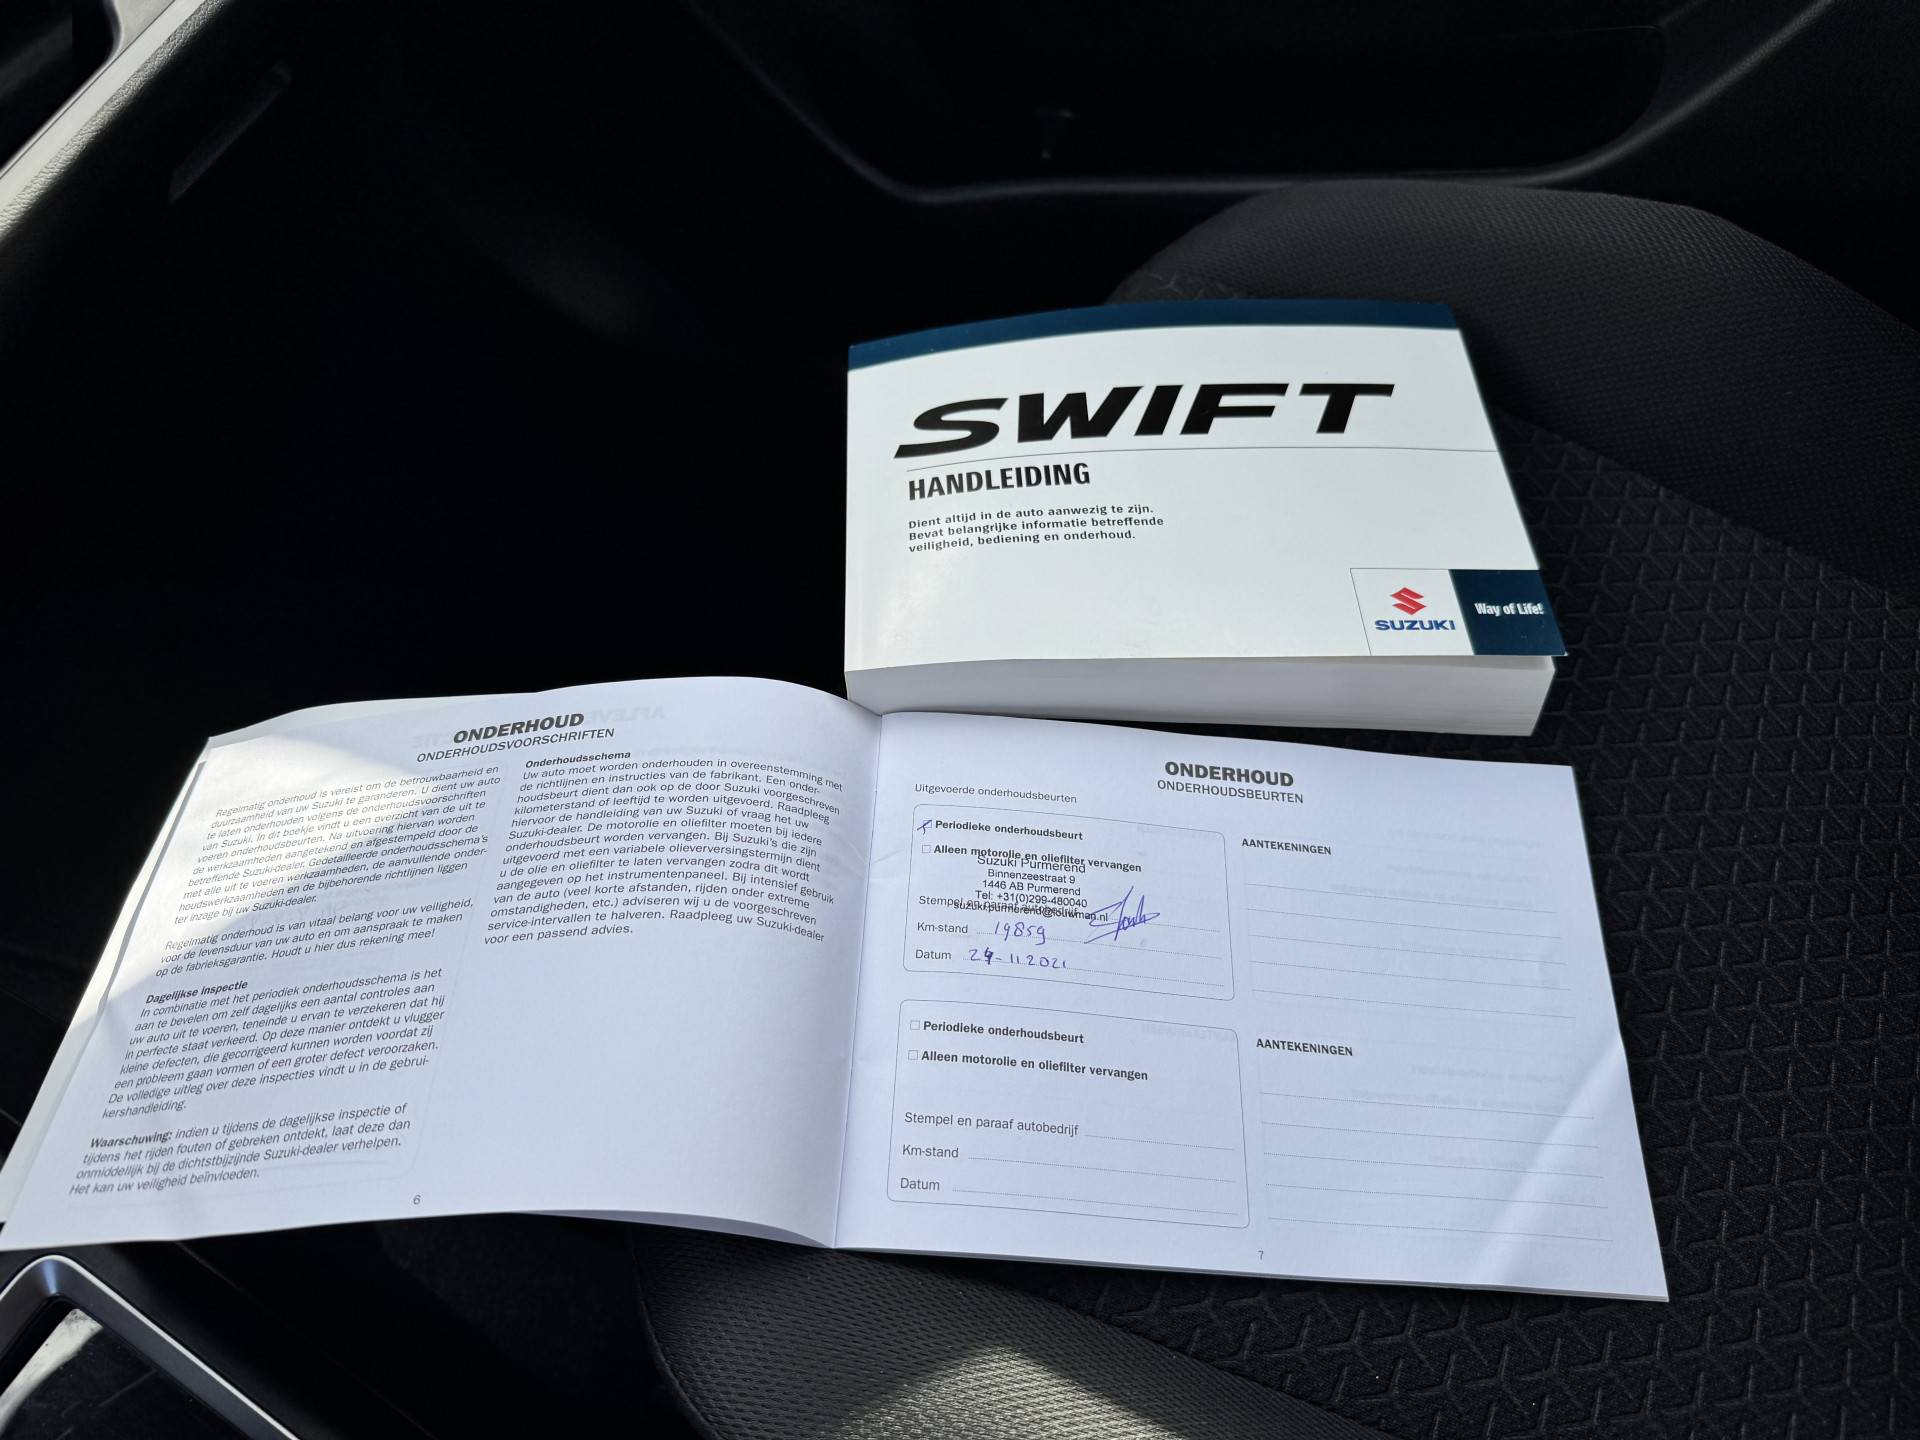 SWIFT
HANDLEIDING
Dient altijd in de auto aanwezig te zijn.
Bevat belangrijke informatie betreffende
veiligheid, bediening en onderhoud.
SUZUKI
Way of Life!
ONDERHOUD
ONDERHOUDSVOORSCHRIFTEN
Regelmatig onderhoud is vereist om de betrouwbaarheid en
duurzaamheid van uw Suzuki te garanderen. U dient uw auto
te laten onderhouden volgens de onderhoudsvoorschriften
van Suzuki. In dit boekje vindt u een overzicht van de uit te
voeren onderhoudsbeurten. Na uitvoering hiervan worden
de werkzaamheden aangetekend en afgestempeld door de
betreffende Suzuki-dealer. Gedetailleerde onderhoudsschema's
met alle uit te voeren werkzaamheden, de aanvullende onder-
houdswerkzaamheden en de bijbehorende richtlijnen liggen
ter inzage bij uw Suzuki-dealer.
Regelmatig onderhoud is van vitaal belang voor uw veiligheid,
voor de levensduur van uw auto en om aanspraak te maken
op de fabrieksgarantie. Houdt u hier dus rekening mee!
Dagelijkse inspectie
In combinatie met het periodiek onderhoudsschema is het
aan te bevelen om zelf dagelijks een aantal controles aan
uw auto uit te voeren, teneinde u ervan te verzekeren dat hij
in perfecte staat verkeerd. Op deze manier ontdekt u vlugger
kleine defecten, die gecorrigeerd kunnen worden voordat zij
een probleem gaan vormen of een groter defect veroorzaken.
De volledige uitleg over deze inspecties vindt u in de gebrui-
kershandleiding.
Waarschuwing: indien u tijdens de dagelijkse inspectie of
tijdens het rijden fouten of gebreken ontdekt, laat deze dan
onmiddellijk bij de dichtstbijzijnde Suzuki-dealer verhelpen.
Het kan uw veiligheid beïnvloeden.
Onderhoudsschema
Uw auto moet worden onderhouden in overeenstemming met
de richtlijnen en instructies van de fabrikant. Een onder-
houdsbeurt dient dan ook op de door Suzuki voorgeschreven
kilometerstand of leeftijd te worden uitgevoerd. Raadpleeg
hiervoor de handleiding van uw Suzuki of vraag het uw
Suzuki-dealer. De motorolie en oliefilter moeten bij iedere
onderhoudsbeurt worden vervangen. Bij Suzuki's die zijn
uitgevoerd met een variabele olieverversingstermijn dient
u de olie en oliefilter te laten vervangen zodra dit wordt
aangegeven op het instrumentenpaneel. Bij intensief gebruik
van de auto (veel korte afstanden, rijden onder extreme
omstandigheden, etc.) adviseren wij u de voorgeschreven
service-intervallen te halveren. Raadpleeg uw Suzuki-dealer
voor een passend advies.
6
ONDERHOUD
ONDERHOUDSBEURTEN
Uitgevoerde onderhoudsbeurten
Periodieke onderhoudsbeurt
Alleen motorolie en oliefilter vervangen
Suzuki Purmerend
Binnenzeestraat 9
1446 AB Purmerend
Tel: +31(0)299-480040
suzuki.purmerend@louwman.nl
Stempel en paraaf autobedrijf
Km-stand 19859
Datum 24-11 2021
AANTEKENINGEN
Periodieke onderhoudsbeurt
Alleen motorolie en oliefilter vervangen
Stempel en paraaf autobedrijf
Km-stand
Datum
AANTEKENINGEN
7